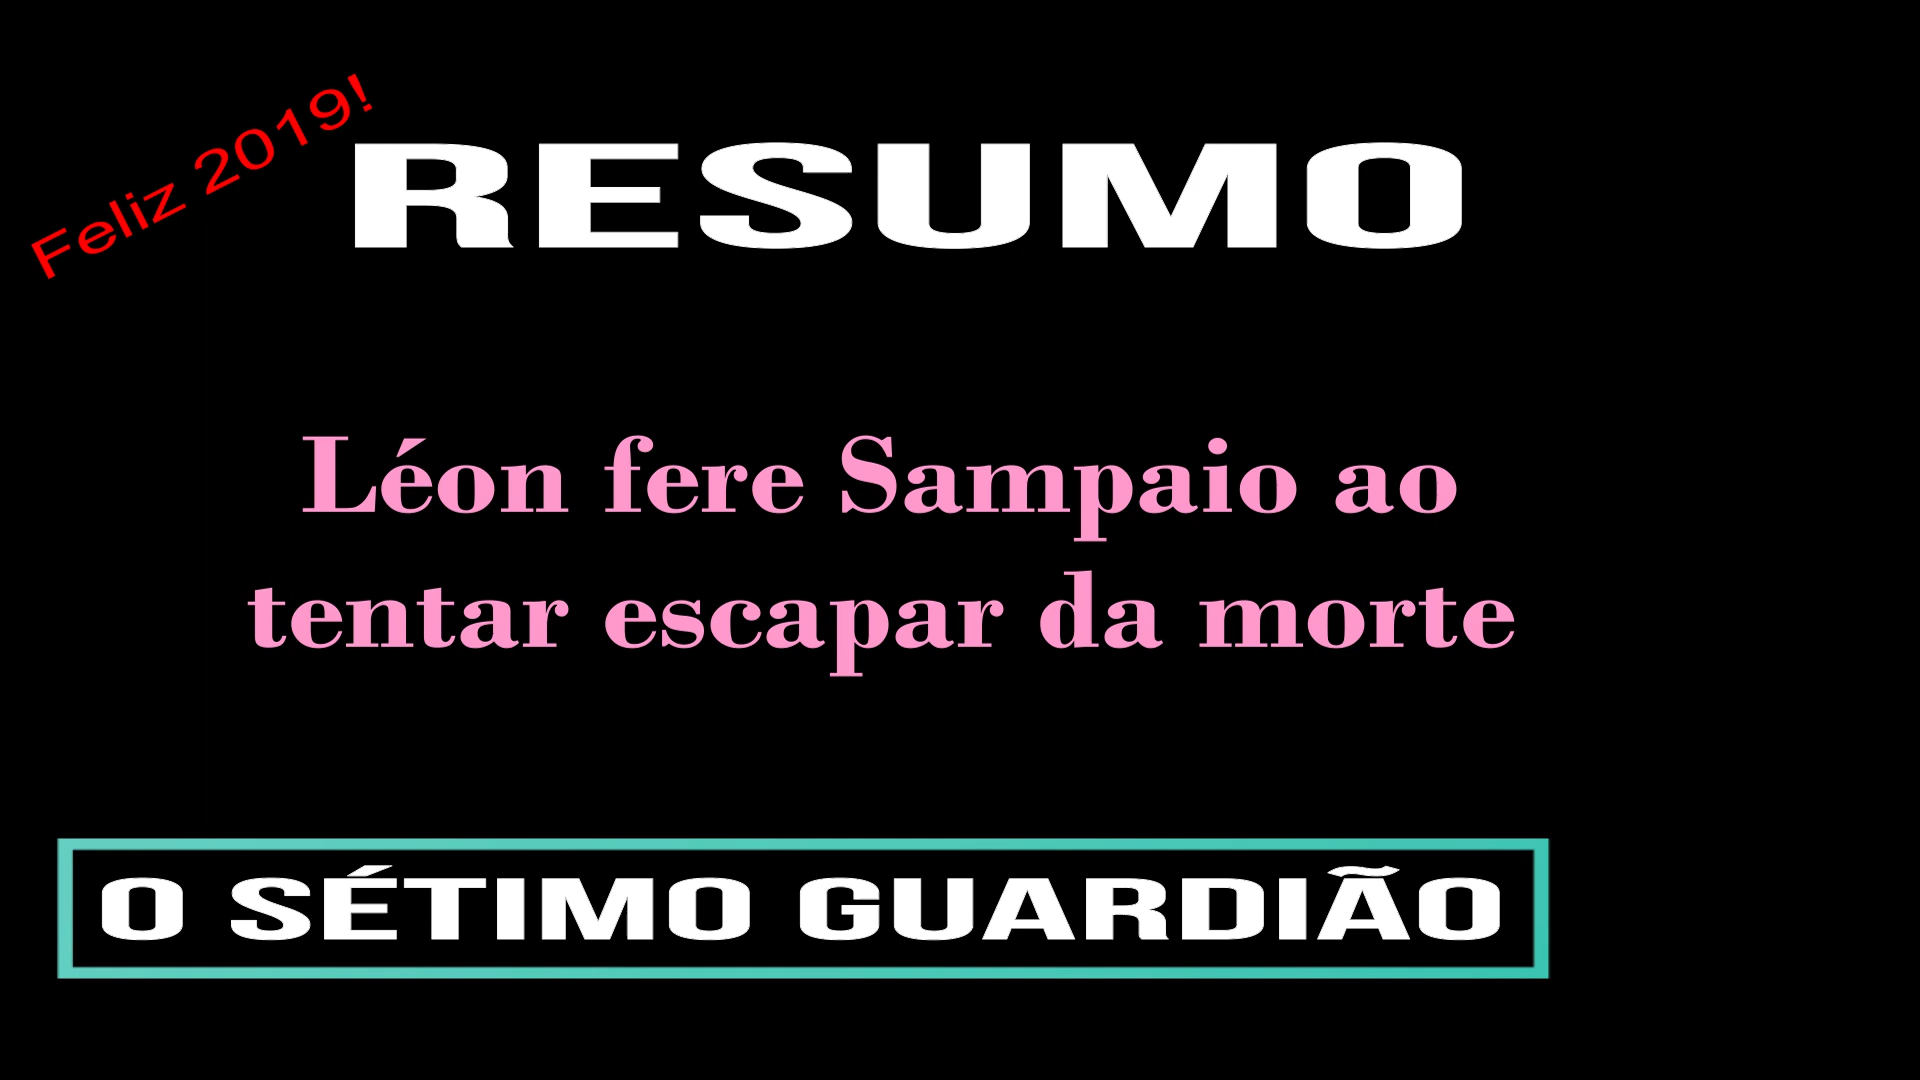 Feliz 2019!
RESUMO
Léon fere Sampaio ao
tentar escapar da morte
O SÉTIMO GUARDIÃO